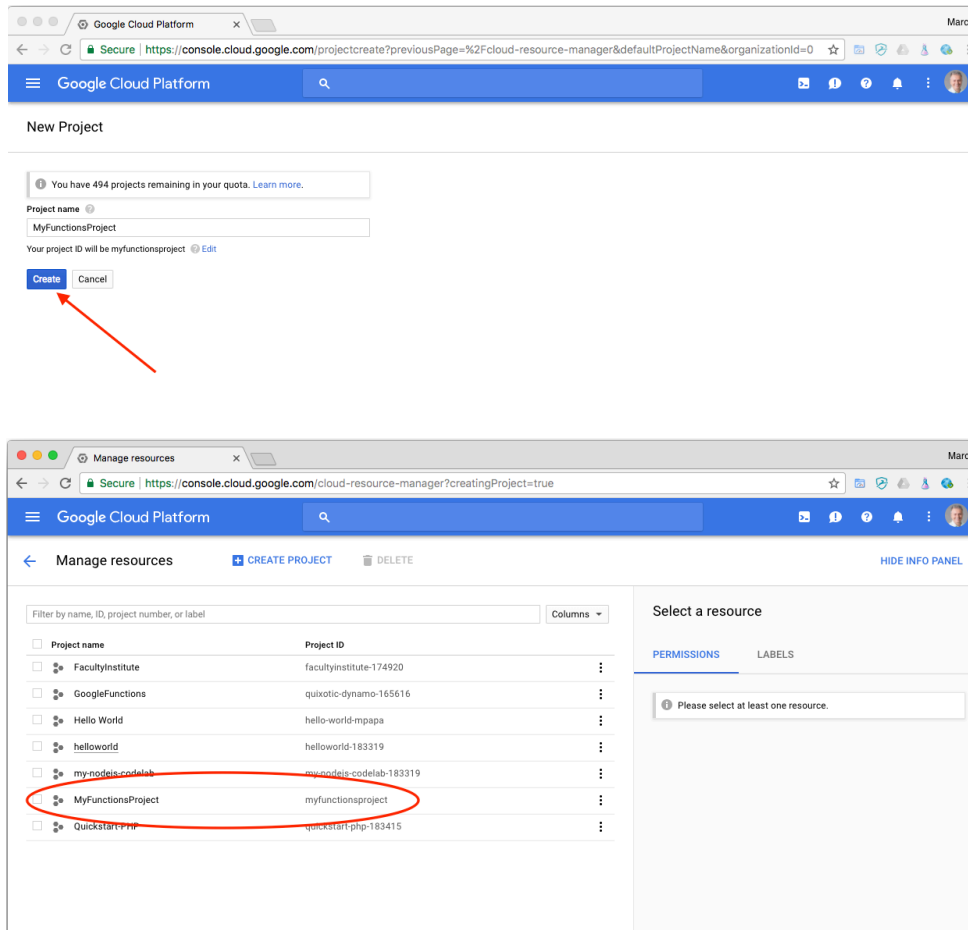 Google Cloud Platform
Marc
Secure | https://console.cloud.google.com/projectcreate?previousPage=%2Fcloud-resource-manager&defaultProjectName&organizationId=0
Google Cloud Platform
New Project
You have 494 projects remaining in your quota. Learn more.
Project name
MyFunctionsProject
Your project ID will be myfunctionsproject Edit
Create Cancel
Manage resources
Marc
Secure | https://console.cloud.google.com/cloud-resource-manager?creatingProject=true
Google Cloud Platform
Manage resources CREATE PROJECT DELETE HIDE INFO PANEL
Filter by name, ID, project number, or label Columns
Project name Project ID
FacultyInstitute facultyinstitute-174920
GoogleFunctions quixotic-dynamo-165616
Hello World hello-world-mpapa
helloworld helloworld-183319
my-nodejs-codelab my-nodejs-codelab-183319
MyFunctionsProject myfunctionsproject
Quickstart-PHP quickstart-php-183415
Select a resource
PERMISSIONS LABELS
Please select at least one resource.